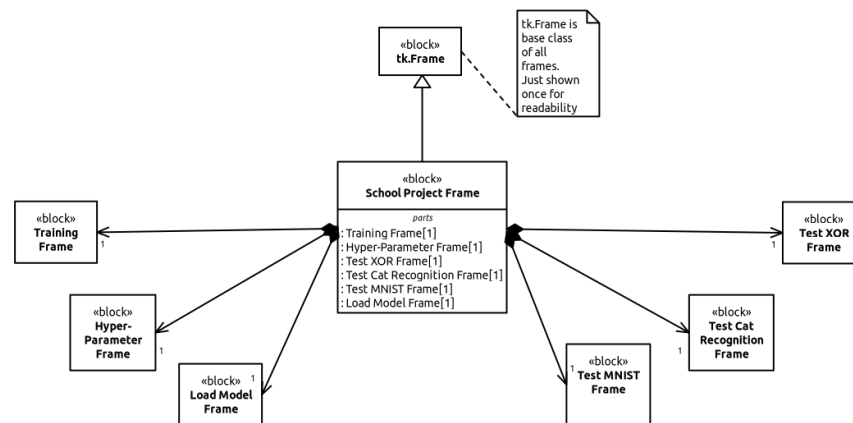 «block»
tk.Frame
tk.Frame is
base class
of all
frames.
Just shown
once for
readability
«block»
School Project Frame
parts
: Training Frame[1]
: Hyper-Parameter Frame[1]
: Test XOR Frame[1]
: Test Cat Recognition Frame[1]
: Test MNIST Frame[1]
: Load Model Frame[1]
«block»
Training
Frame
1
«block»
Test XOR
Frame
1
«block»
Hyper-
Parameter
Frame
1
«block»
Test Cat
Recognition
Frame
1
«block»
Load Model
Frame
1
«block»
Test MNIST
Frame
1